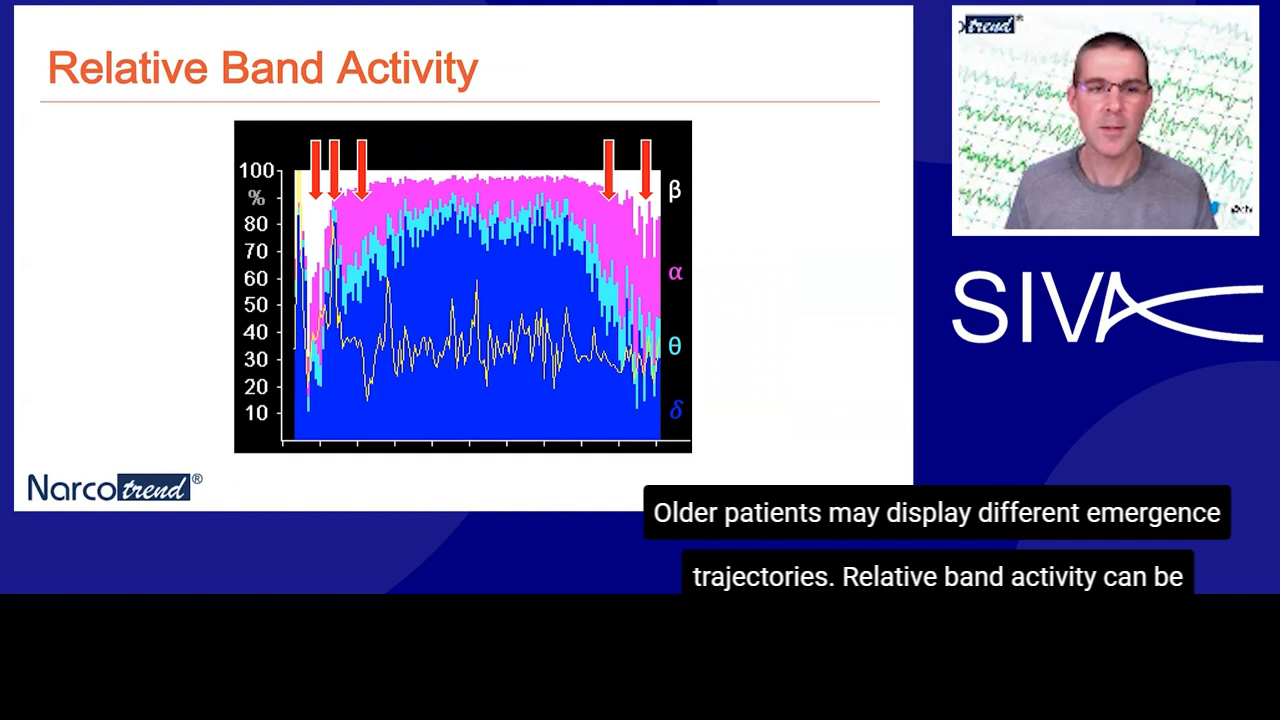 Relative Band Activity
100
%
80
70
60
50
40
30
20
10
β
α
θ
δ
Narcotrend®
trend®
SIVA
Older patients may display different emergence
trajectories. Relative band activity can be